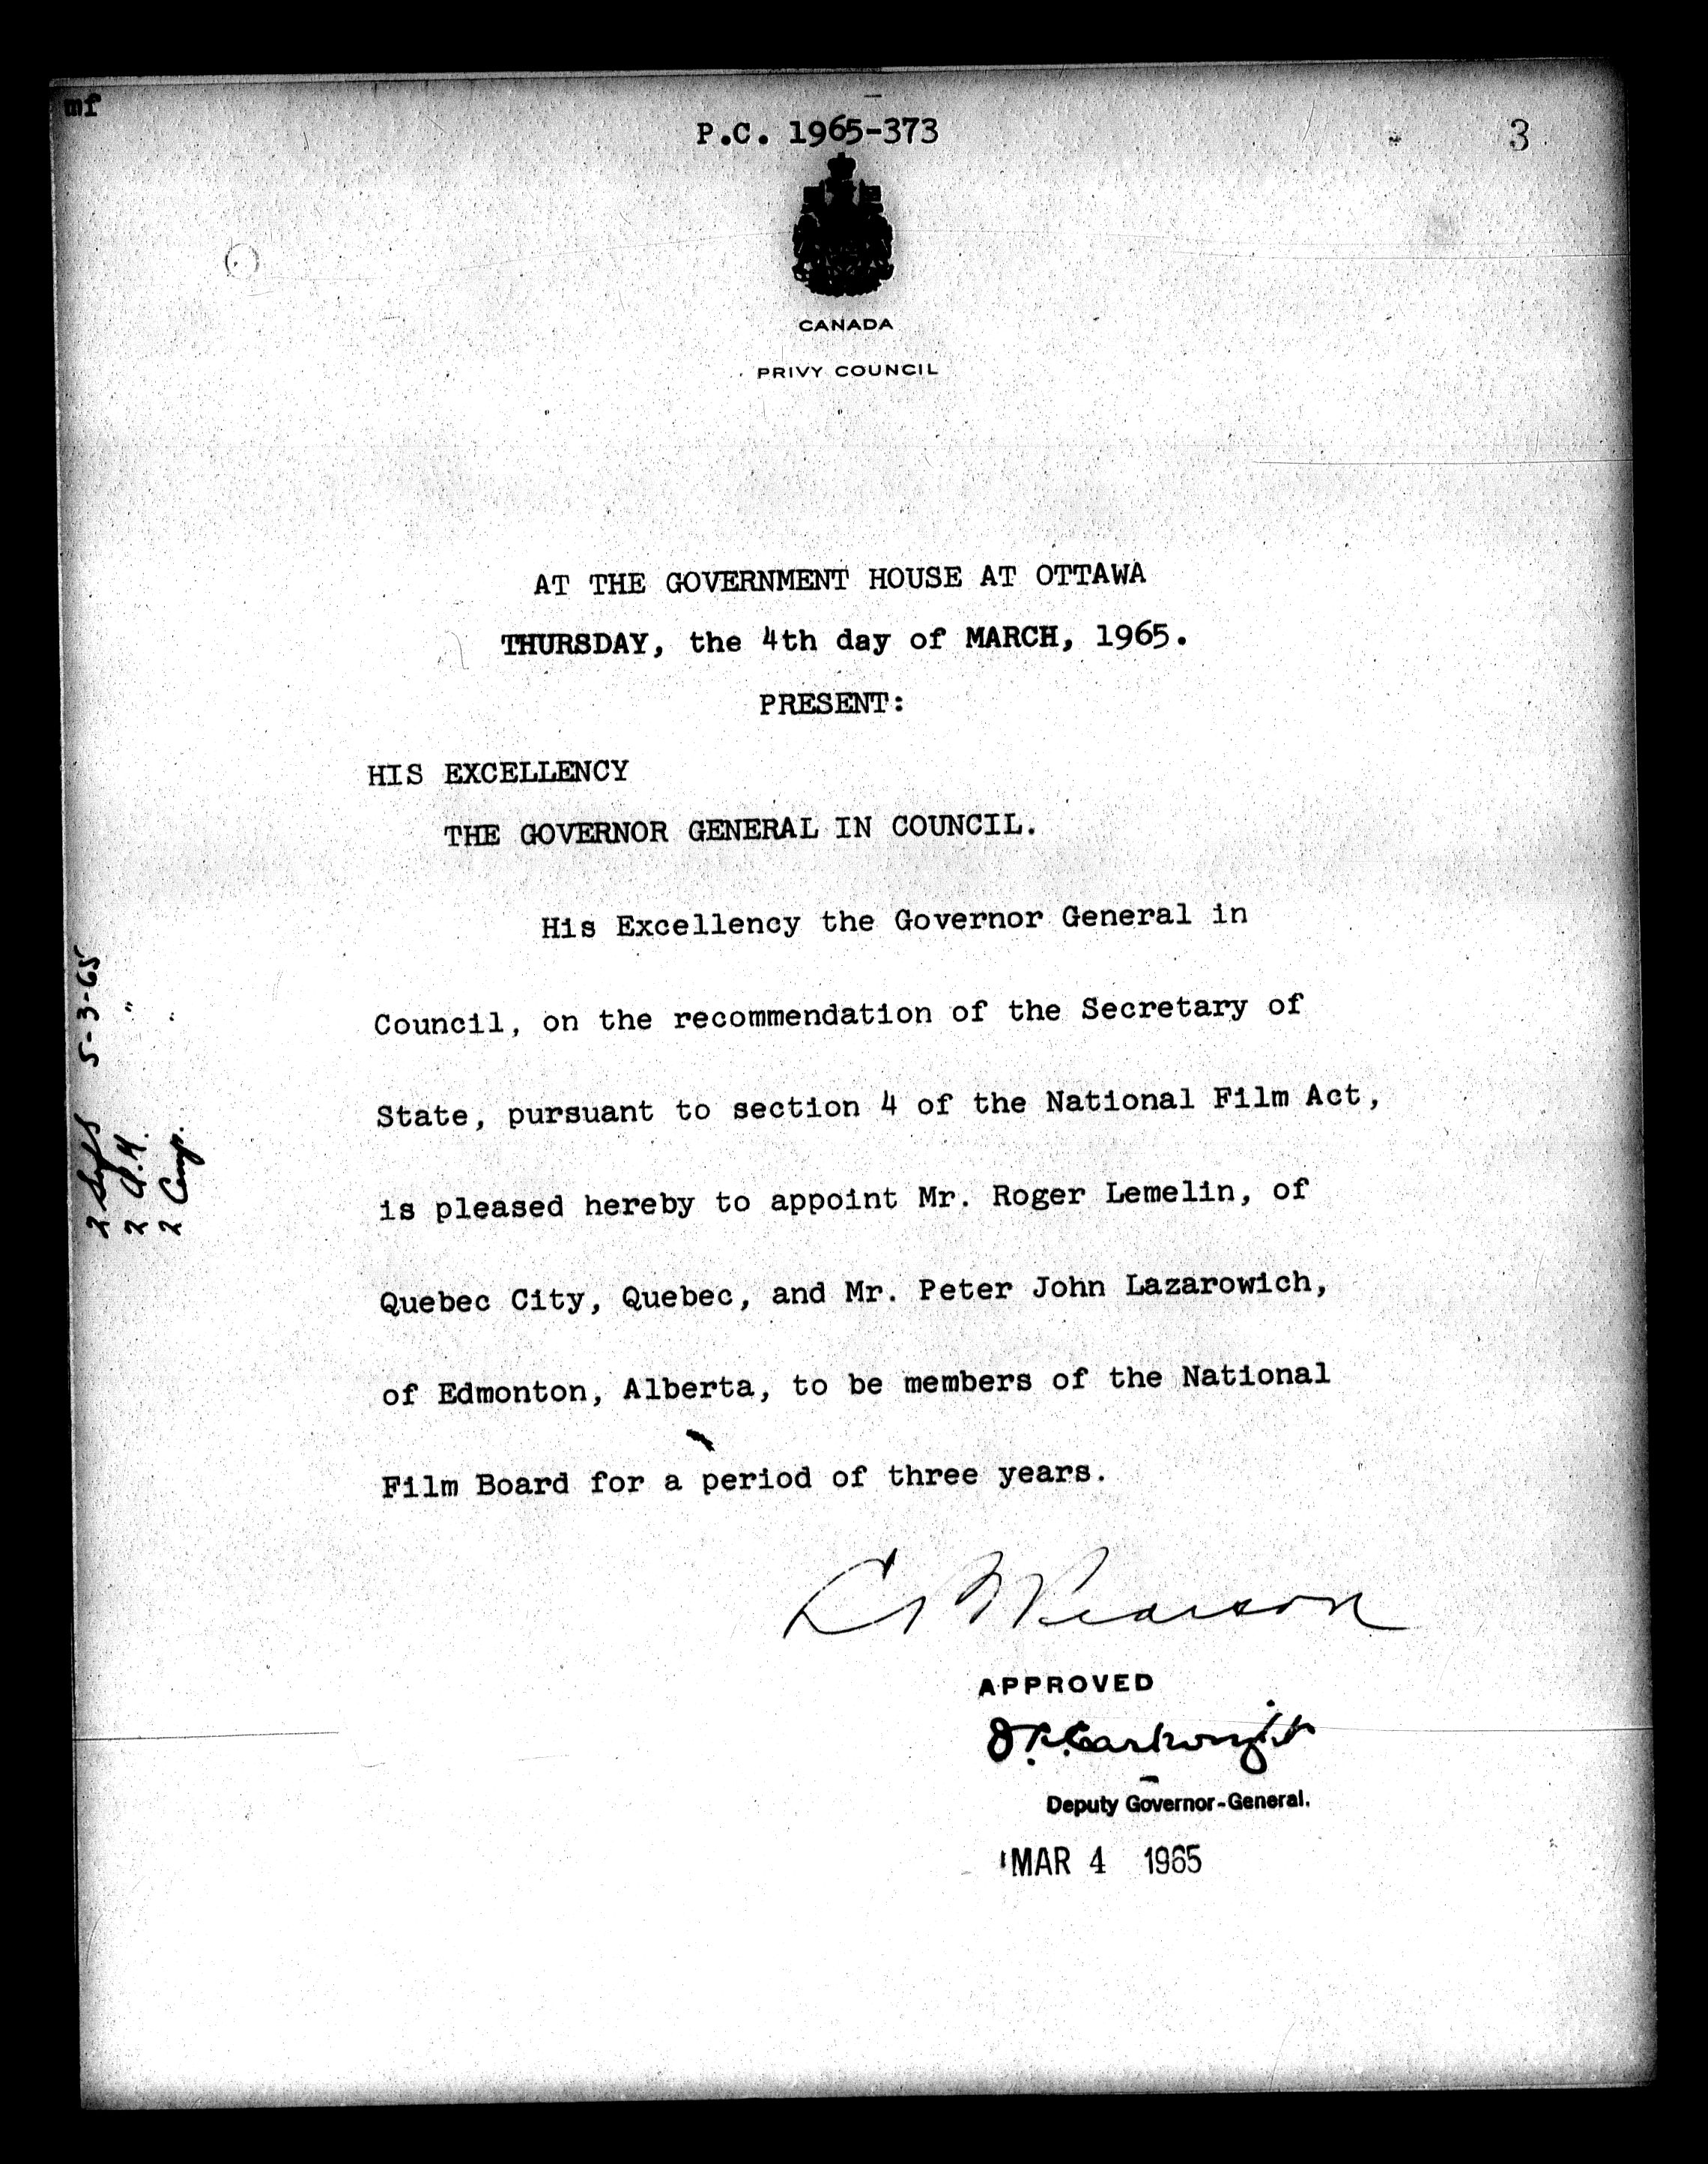 mf
P.C. 1965-373
3
CANADA
PRIVY COUNCIL
AT THE GOVERNMENT HOUSE AT OTTAWA
THURSDAY, the 4th day of MARCH, 1965.
PRESENT:
HIS EXCELLENCY
THE GOVERNOR GENERAL IN COUNCIL.
His Excellency the Governor General in
Council, on the recommendation of the Secretary of
State, pursuant to section 4 of the National Film Act,
is pleased hereby to appoint Mr. Roger Lemelin, of
Quebec City, Quebec, and Mr. Peter John Lazarowich,
of Edmonton, Alberta, to be members of the National
Film Board for a period of three years.
L B Pearson
APPROVED
J R Cartwright
Deputy Governor-General.
MAR 4 1965
2 5-3-65
2 "
2 "